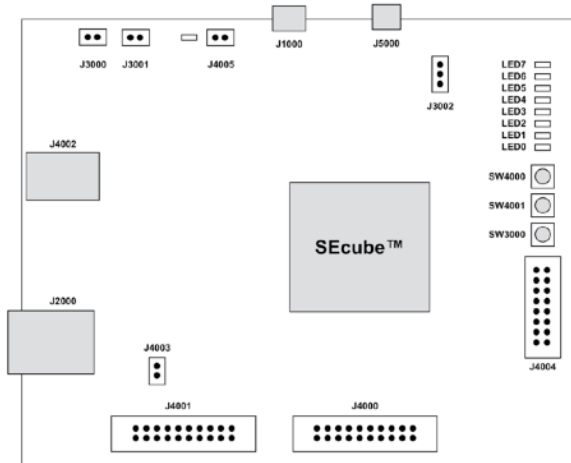 J1000
J5000
J3000
J3001
J4005
J3002
LED7
LED6
LED5
LED4
LED3
LED2
LED1
LED0
J4002
SW4000
SW4001
SW3000
SEcube™
J2000
J4003
J4004
J4001
J4000